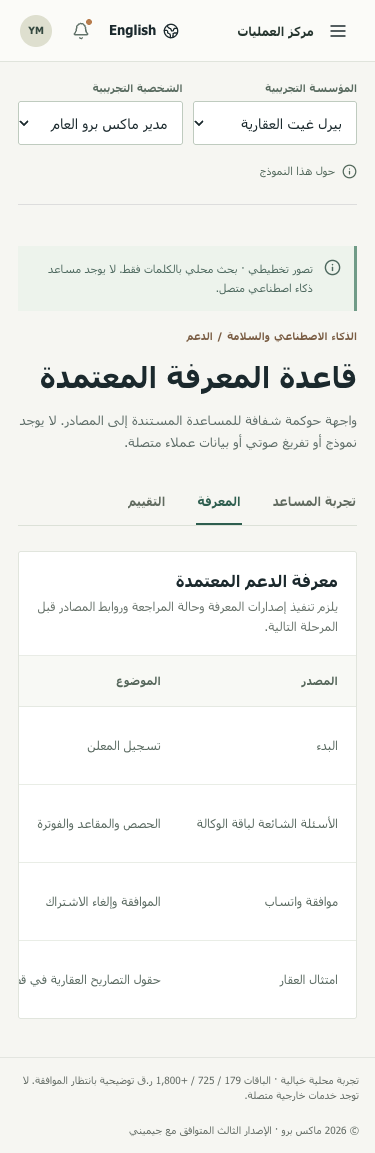 مركز العمليات
English
YM
المؤسسة التجريبية
الشخصية التجريبية
بيرل غيت العقارية
مدير ماكس برو العام
حول هذا النموذج
تصور تخطيطي · بحث محلي بالكلمات فقط. لا يوجد مساعد
ذكاء اصطناعي متصل.
الذكاء الاصطناعي والسلامة / الدعم
قاعدة المعرفة المعتمدة
واجهة حوكمة شفافة للمساعدة المستندة إلى المصادر. لا يوجد
نموذج أو تفريغ صوتي أو بيانات عملاء متصلة.
تجربة المساعد
المعرفة
التقييم
معرفة الدعم المعتمدة
يلزم تنفيذ إصدارات المعرفة وحالة المراجعة وروابط المصادر قبل
المرحلة التالية.
المصدر
الموضوع
البدء
تسجيل المعلن
الأسئلة الشائعة لباقة الوكالة
الحصص والمقاعد والفوترة
موافقة واتساب
الموافقة وإلغاء الاشتراك
امتثال العقار
حقول التصاريح العقارية في
تجربة محلية خيالية · الباقات 179 / 725 / +1,800 ر.ق توضيحية بانتظار الموافقة. لا
توجد خدمات خارجية متصلة.
© 2026 ماكس برو · الإصدار الثالث المتوافق مع جيميني